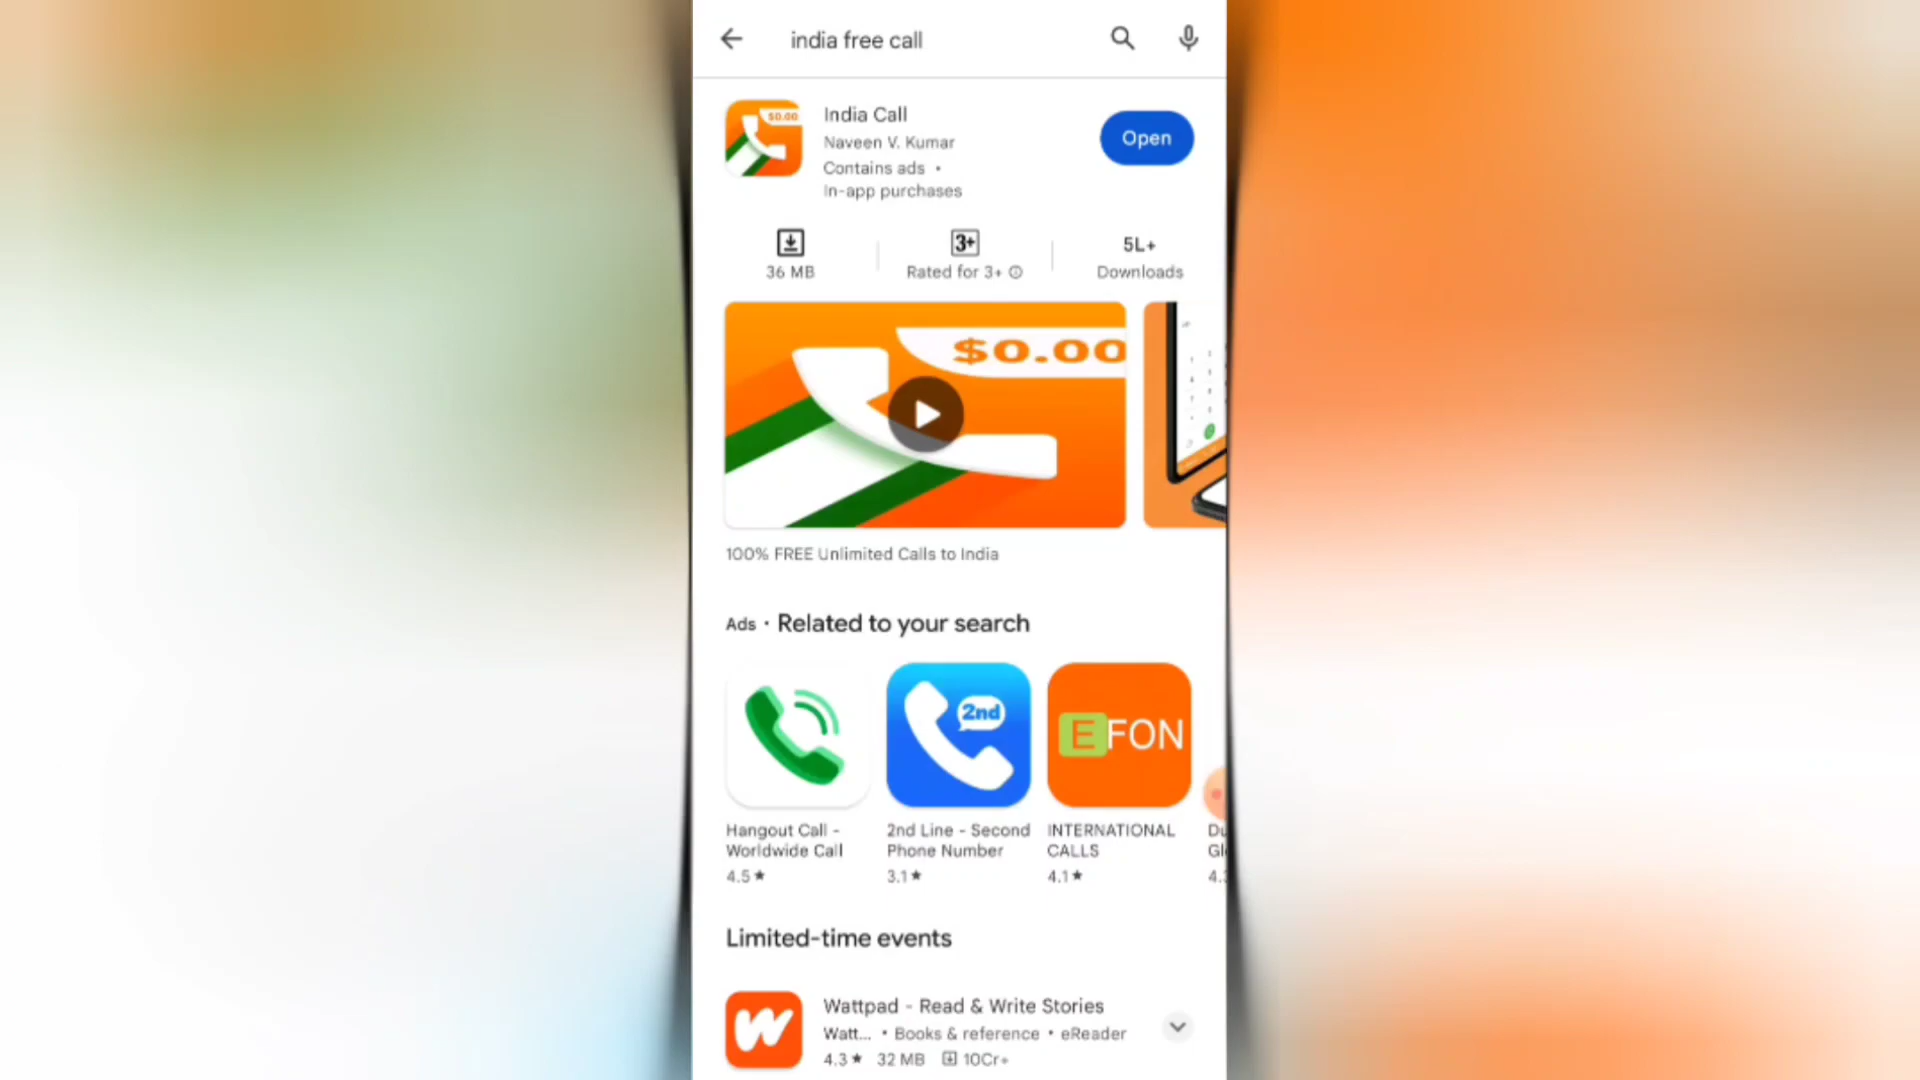 india free call
$0.00
India Call
Naveen V. Kumar
Contains ads •
In-app purchases
Open
36 MB
3+
Rated for 3+
5L+
Downloads
$0.00
100% FREE Unlimited Calls to India
Ads • Related to your search
2nd
EFON
Hangout Call -
Worldwide Call
4.5★
2nd Line - Second
Phone Number
3.1★
INTERNATIONAL
CALLS
4.1★
Limited-time events
Wattpad - Read & Write Stories
Watt... • Books & reference • eReader
4.3★ 32 MB 10Cr+